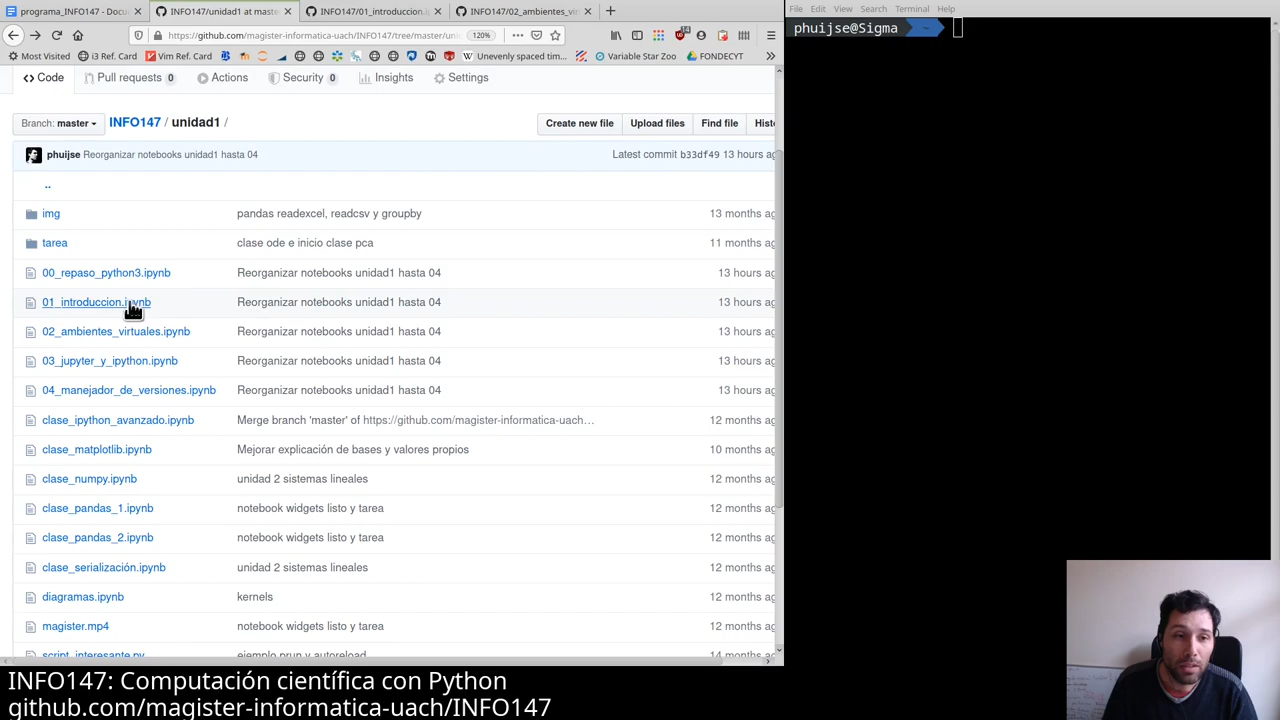 programa_INFO147 - Docu
INFO147/unidad1 at maste
INFO147/01_introduccion.i
INFO147/02_ambientes_vir
https://github.com/magister-informatica-uach/INFO147/tree/master/uni
120%
Most Visited
i3 Ref. Card
Vim Ref. Card
Unevenly spaced tim...
Variable Star Zoo
FONDECYT
Code
Pull requests 0
Actions
Security 0
Insights
Settings
Branch: master
INFO147 / unidad1 /
Create new file
Upload files
Find file
Histo
phuijse Reorganizar notebooks unidad1 hasta 04
Latest commit b33df49 13 hours ag
..
img pandas readexcel, readcsv y groupby 13 months ag
tarea clase ode e inicio clase pca 11 months ag
00_repaso_python3.ipynb Reorganizar notebooks unidad1 hasta 04 13 hours ag
01_introduccion.ipynb Reorganizar notebooks unidad1 hasta 04 13 hours ag
02_ambientes_virtuales.ipynb Reorganizar notebooks unidad1 hasta 04 13 hours ag
03_jupyter_y_ipython.ipynb Reorganizar notebooks unidad1 hasta 04 13 hours ag
04_manejador_de_versiones.ipynb Reorganizar notebooks unidad1 hasta 04 13 hours ag
clase_ipython_avanzado.ipynb Merge branch 'master' of https://github.com/magister-informatica-uach... 12 months ag
clase_matplotlib.ipynb Mejorar explicación de bases y valores propios 10 months ag
clase_numpy.ipynb unidad 2 sistemas lineales 12 months ag
clase_pandas_1.ipynb notebook widgets listo y tarea 12 months ag
clase_pandas_2.ipynb notebook widgets listo y tarea 12 months ag
clase_serialización.ipynb unidad 2 sistemas lineales 12 months ag
diagramas.ipynb kernels 12 months ag
magister.mp4 notebook widgets listo y tarea 12 months ag
script_interesante.py ejemplo prun y autoreload 14 months ag
File Edit View Search Terminal Help
phuijse@Sigma ~
INFO147: Computación científica con Python
github.com/magister-informatica-uach/INFO147